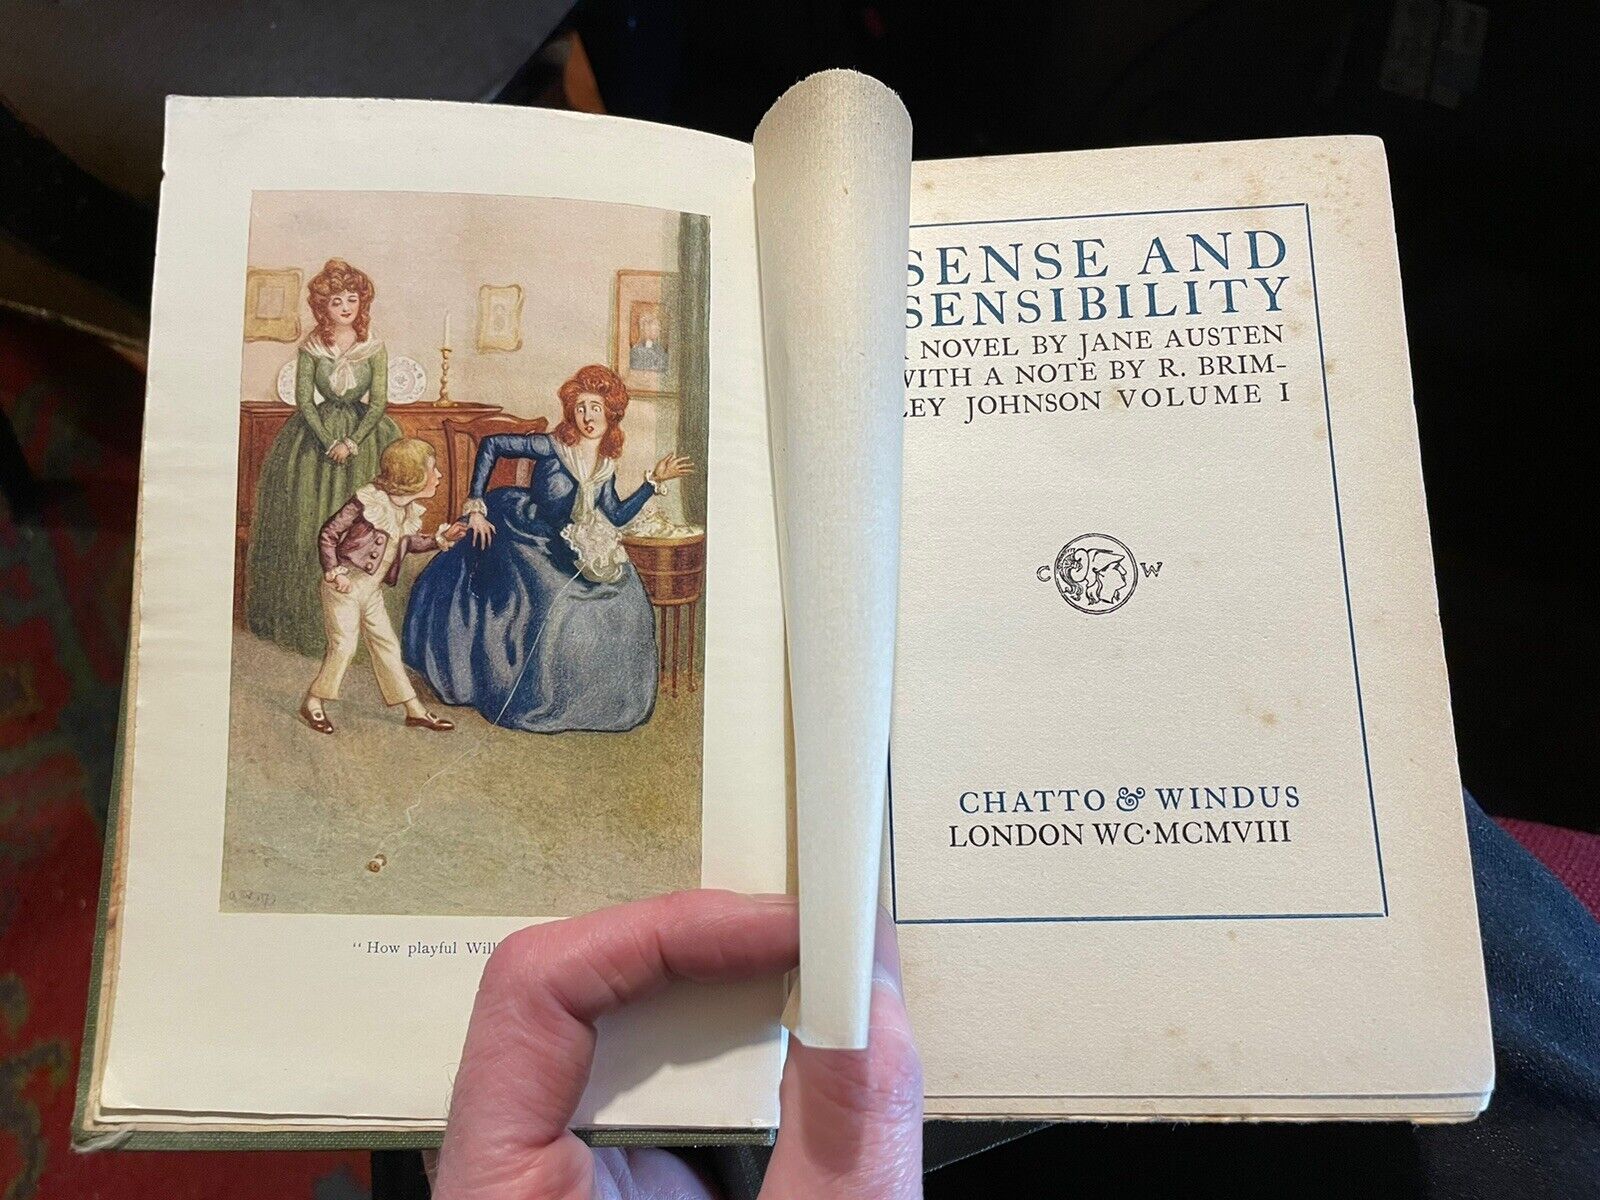 "How playful Will
SENSE AND
SENSIBILITY
NOVEL BY JANE AUSTEN
WITH A NOTE BY R. BRIM-
LEY JOHNSON VOLUME I
C W
CHATTO & WINDUS
LONDON WC·MCMVIII